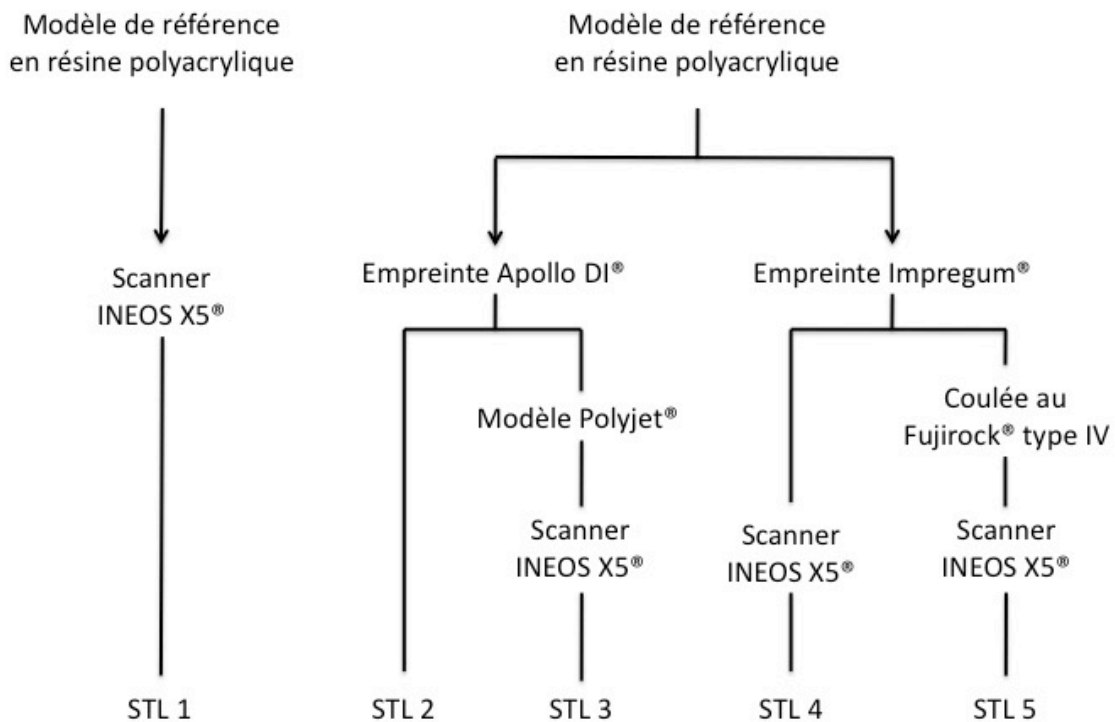 Modèle de référence
en résine polyacrylique
Modèle de référence
en résine polyacrylique
Scanner
INEOS X5®
Empreinte Apollo DI®
Empreinte Impregum®
Modèle Polyjet®
Coulée au
Fujirock® type IV
Scanner
INEOS X5®
Scanner
INEOS X5®
Scanner
INEOS X5®
STL 1
STL 2
STL 3
STL 4
STL 5